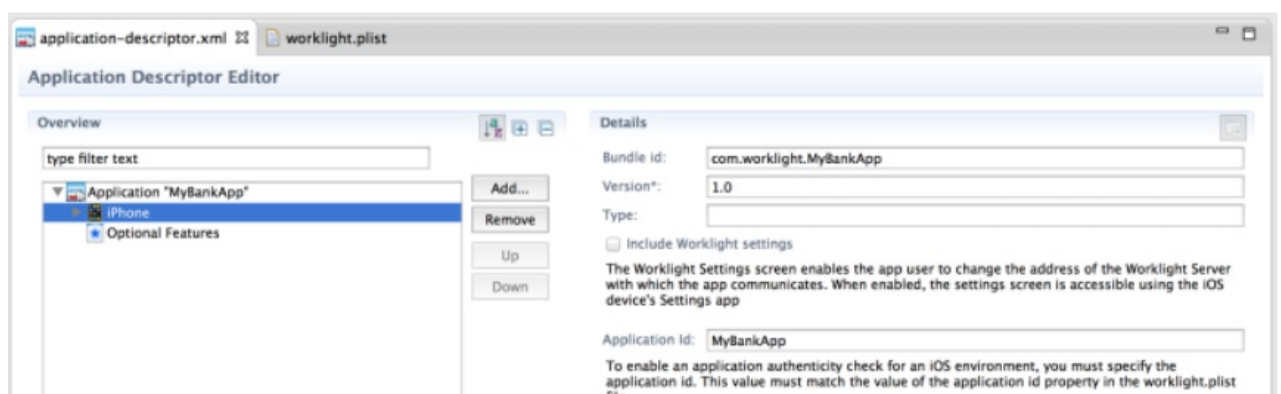 application-descriptor.xml
worklight.plist
Application Descriptor Editor
Overview
type filter text
Application "MyBankApp"
iPhone
Optional Features
Add...
Remove
Up
Down
Details
Bundle id: com.worklight.MyBankApp
Version*: 1.0
Type:
Include Worklight settings
The Worklight Settings screen enables the app user to change the address of the Worklight Server
with which the app communicates. When enabled, the settings screen is accessible using the iOS
device's Settings app
Application Id: MyBankApp
To enable an application authenticity check for an iOS environment, you must specify the
application id. This value must match the value of the application id property in the worklight.plist